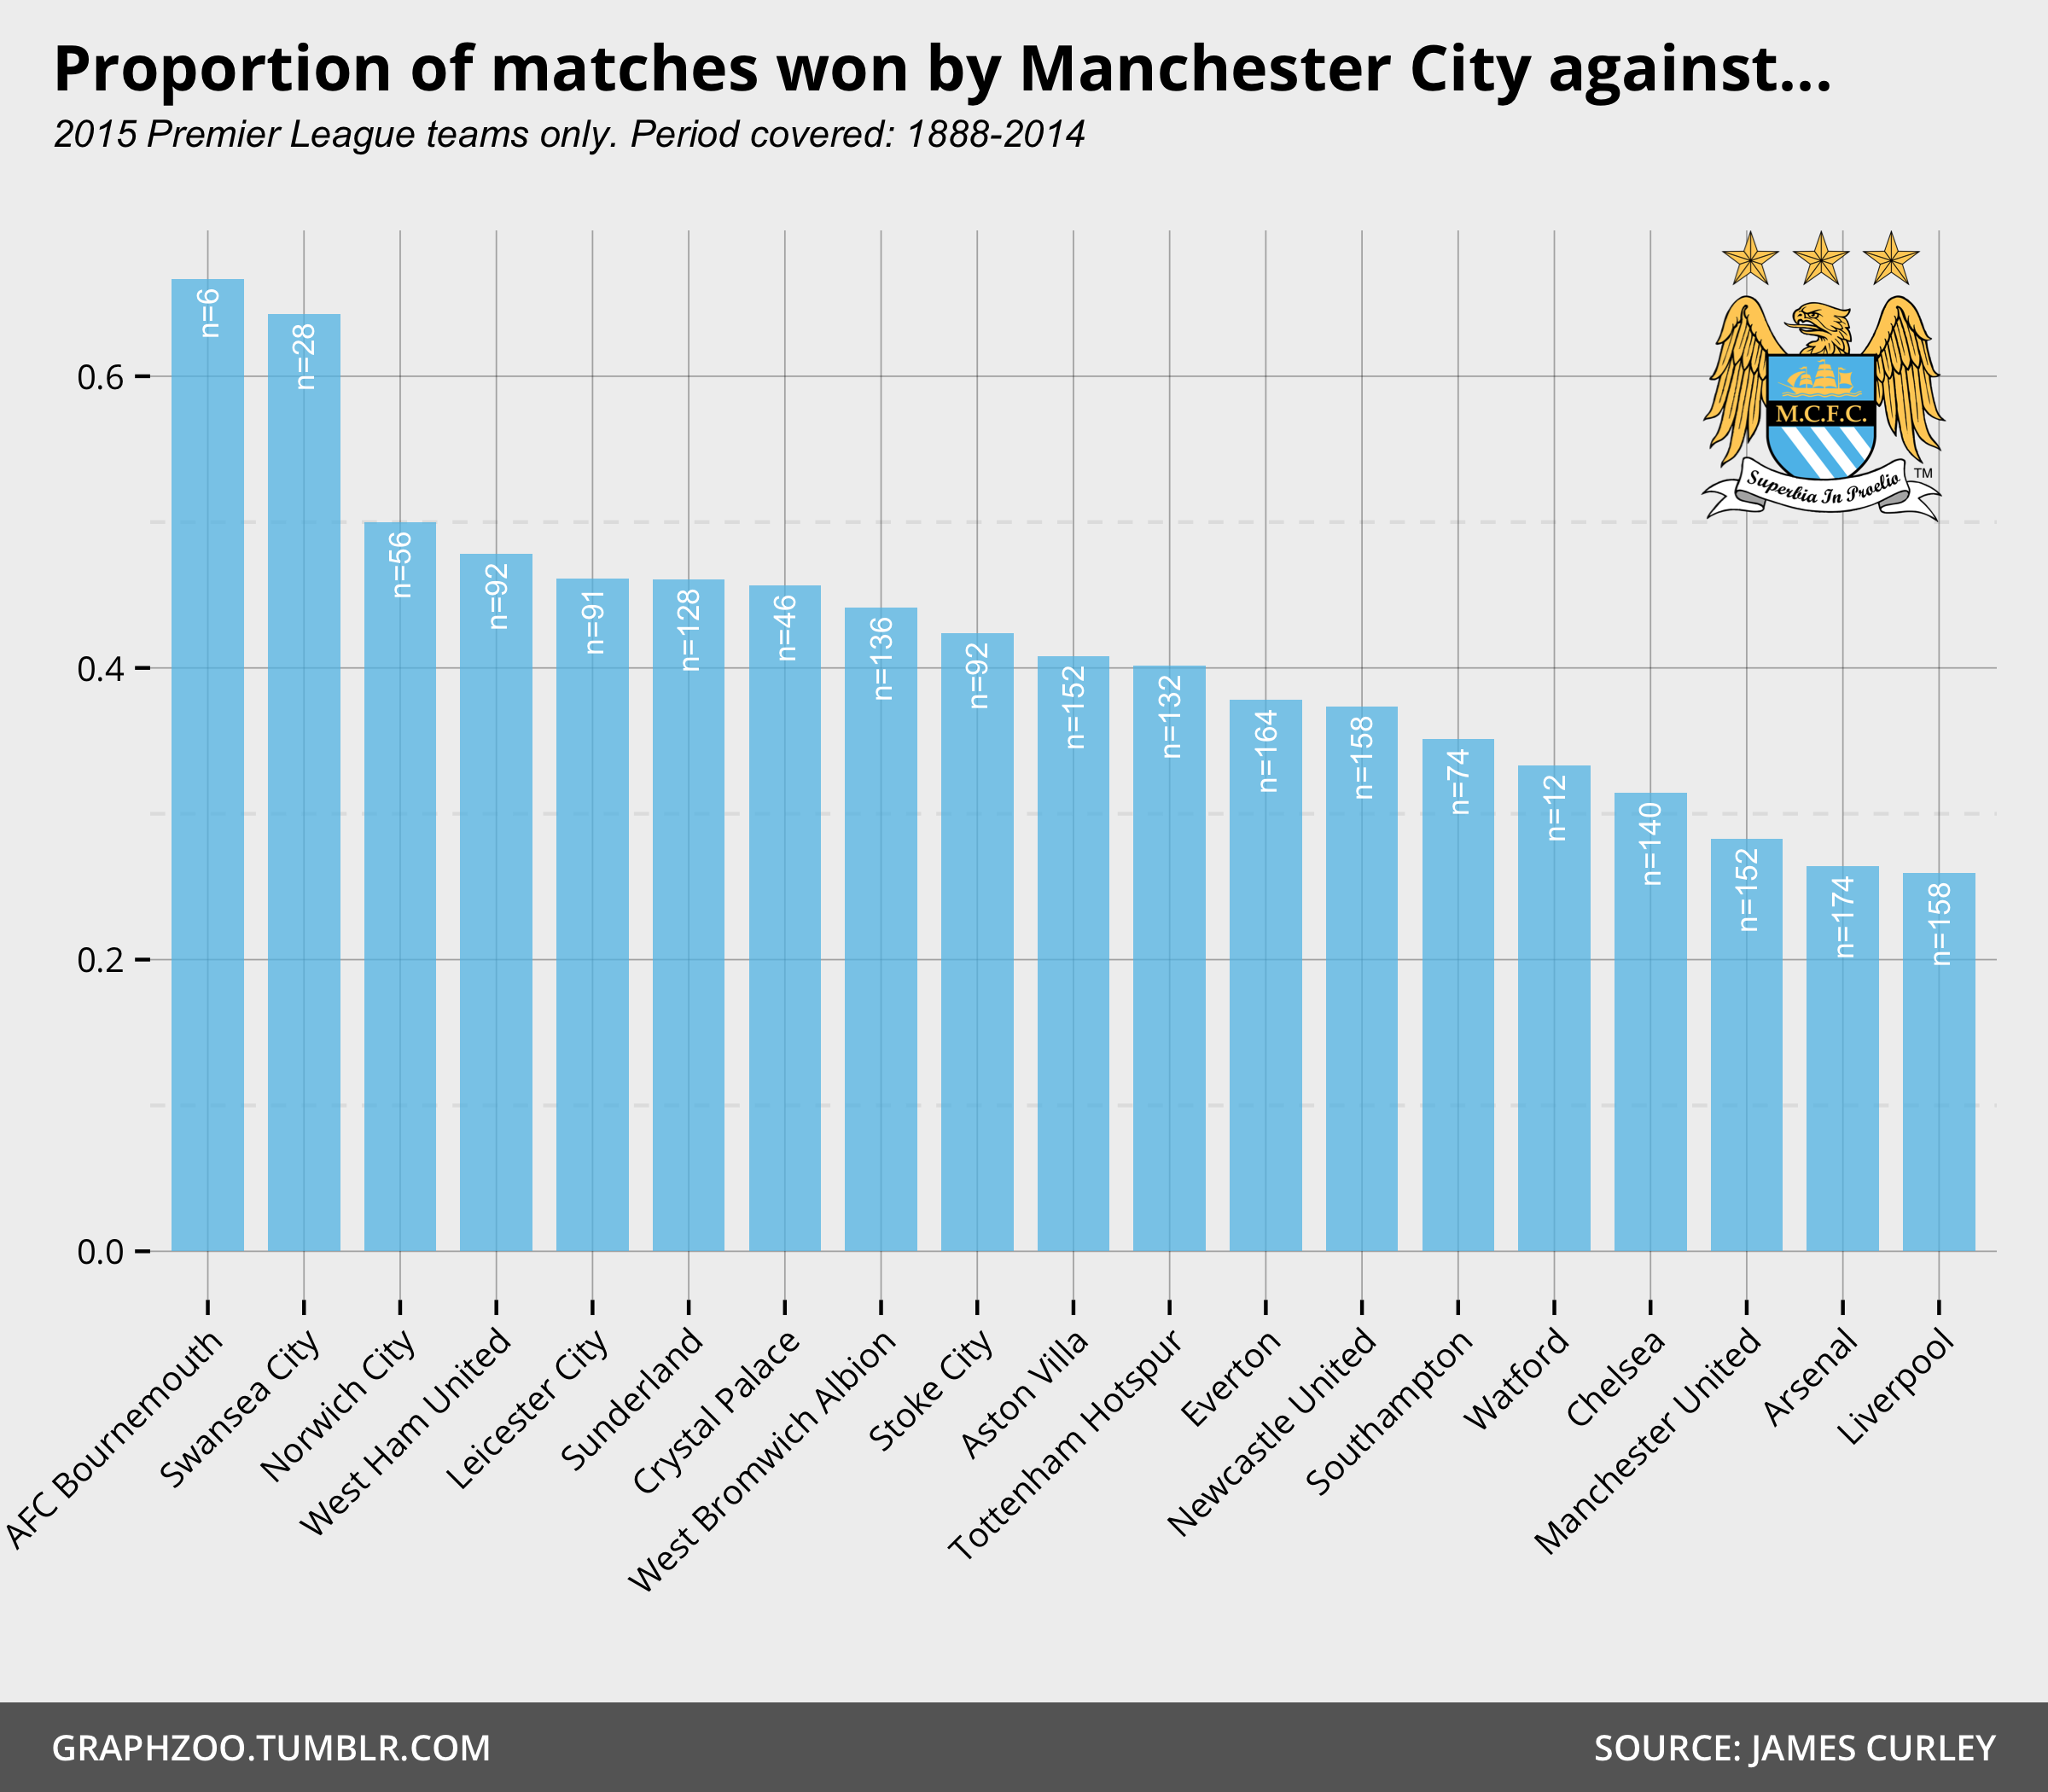 Proportion of matches won by Manchester City against...
2015 Premier League teams only. Period covered: 1888-2014
M.C.F.C.
Superbia In Proelio
TM
0.6
0.4
0.2
0.0
n=6
n=28
n=56
n=92
n=91
n=128
n=46
n=136
n=92
n=152
n=132
n=164
n=158
n=74
n=12
n=140
n=152
n=174
n=158
AFC Bournemouth
Swansea City
Norwich City
West Ham United
Leicester City
Sunderland
Crystal Palace
West Bromwich Albion
Stoke City
Aston Villa
Tottenham Hotspur
Everton
Newcastle United
Southampton
Watford
Chelsea
Manchester United
Arsenal
Liverpool
GRAPHZOO.TUMBLR.COM
SOURCE: JAMES CURLEY